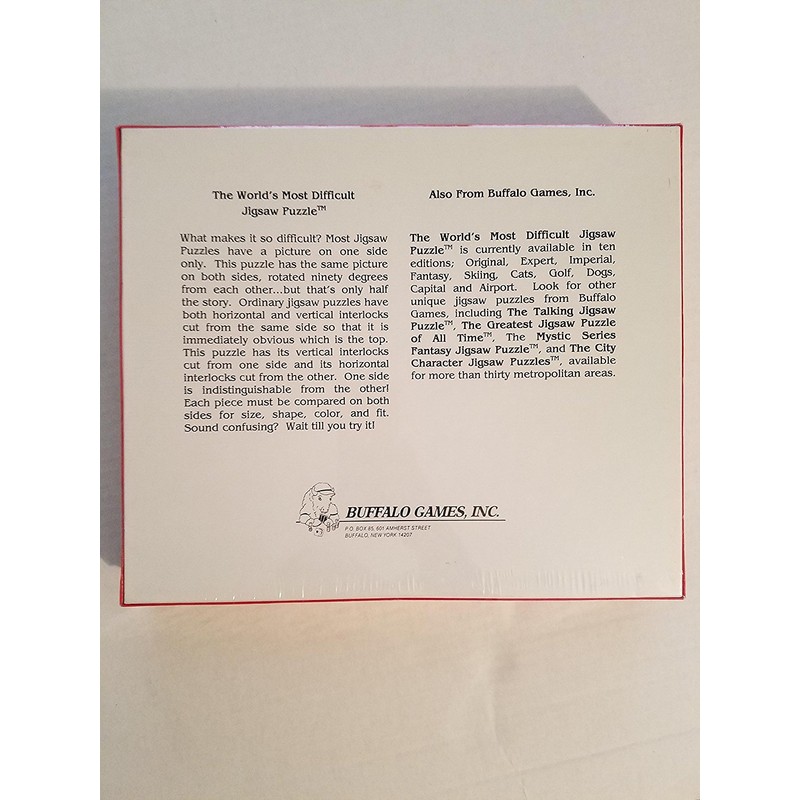 The World's Most Difficult
Jigsaw Puzzle™
What makes it so difficult? Most Jigsaw
Puzzles have a picture on one side
only. This puzzle has the same picture
on both sides, rotated ninety degrees
from each other...but that's only half
the story. Ordinary jigsaw puzzles have
both horizontal and vertical interlocks
cut from the same side so that it is
immediately obvious which is the top.
This puzzle has its vertical interlocks
cut from one side and its horizontal
interlocks cut from the other. One side
is indistinguishable from the other!
Each piece must be compared on both
sides for size, shape, color, and fit.
Sound confusing? Wait till you try it!
Also From Buffalo Games, Inc.
The World's Most Difficult Jigsaw
Puzzle™ is currently available in ten
editions; Original, Expert, Imperial,
Fantasy, Skiing, Cats, Golf, Dogs,
Capital and Airport. Look for other
unique jigsaw puzzles from Buffalo
Games, including The Talking Jigsaw
Puzzle™, The Greatest Jigsaw Puzzle
of All Time™, The Mystic Series
Fantasy Jigsaw Puzzle™, and The City
Character Jigsaw Puzzles™, available
for more than thirty metropolitan areas.
BUFFALO GAMES, INC.
P.O. BOX 85, 601 AMHERST STREET
BUFFALO, NEW YORK 14207